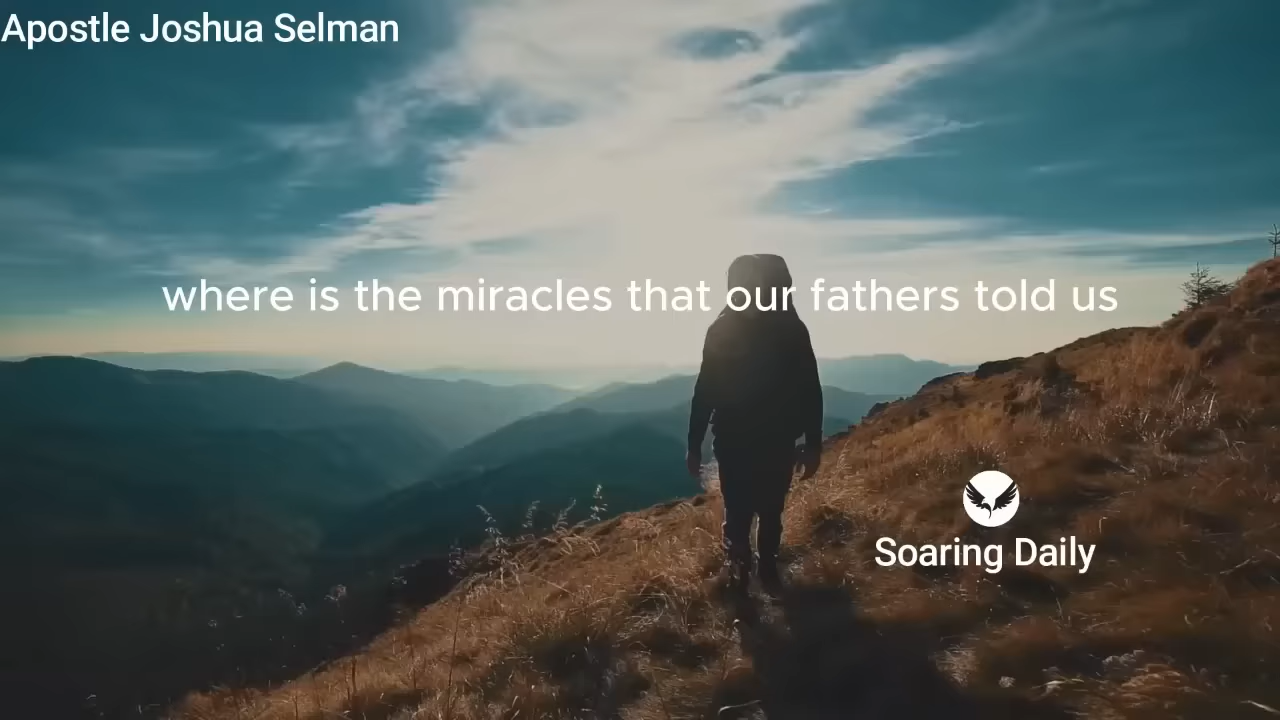 Apostle Joshua Selman
where is the miracles that our fathers told us
Soaring Daily